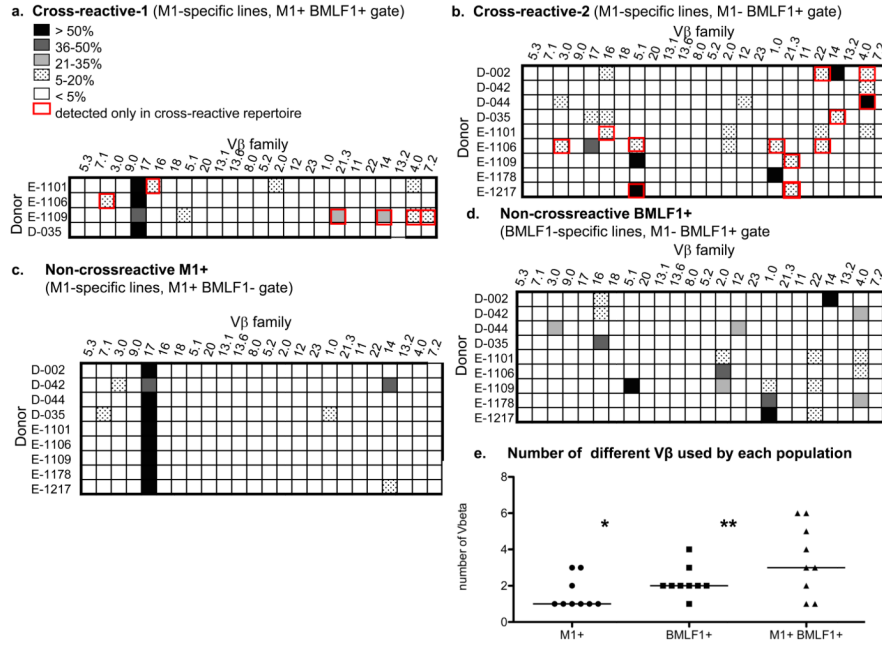 a. Cross-reactive-1 (M1-specific lines, M1+ BMLF1+ gate)
> 50%
36-50%
21-35%
5-20%
< 5%
detected only in cross-reactive repertoire
Vβ family
5.3 7.1 3.0 9.0 17 16 18 5.1 20 13.1 13.6 8.0 5.2 2.0 12 23 1.0 21.3 11 22 14 13.2 4.0 7.2
Donor
E-1101
E-1106
E-1109
D-035
b. Cross-reactive-2 (M1-specific lines, M1- BMLF1+ gate)
Vβ family
5.3 7.1 3.0 9.0 17 16 18 5.1 20 13.1 13.6 8.0 5.2 2.0 12 23 1.0 21.3 11 22 14 13.2 4.0 7.2
Donor
D-002
D-042
D-044
D-035
E-1101
E-1106
E-1109
E-1178
E-1217
c. Non-crossreactive M1+
(M1-specific lines, M1+ BMLF1- gate)
Vβ family
5.3 7.1 3.0 9.0 17 16 18 5.1 20 13.1 13.6 8.0 5.2 2.0 12 23 1.0 21.3 11 22 14 13.2 4.0 7.2
Donor
D-002
D-042
D-044
D-035
E-1101
E-1106
E-1109
E-1178
E-1217
d. Non-crossreactive BMLF1+
(BMLF1-specific lines, M1- BMLF1+ gate
Vβ family
5.3 7.1 3.0 9.0 17 16 18 5.1 20 13.1 13.6 8.0 5.2 2.0 12 23 1.0 21.3 11 22 14 13.2 4.0 7.2
Donor
D-002
D-042
D-044
D-035
E-1101
E-1106
E-1109
E-1178
E-1217
e. Number of different Vβ used by each population
number of Vbeta
8
6
4
2
0
* **
M1+ BMLF1+ M1+ BMLF1+